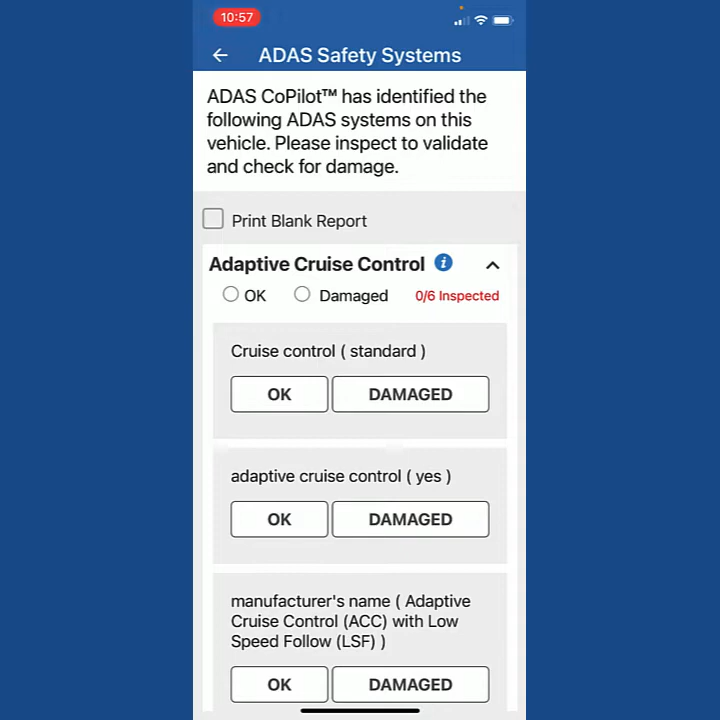 10:57
ADAS Safety Systems
ADAS CoPilot™ has identified the
following ADAS systems on this
vehicle. Please inspect to validate
and check for damage.
Print Blank Report
Adaptive Cruise Control i
OK Damaged 0/6 Inspected
Cruise control ( standard )
OK DAMAGED
adaptive cruise control ( yes )
OK DAMAGED
manufacturer's name ( Adaptive
Cruise Control (ACC) with Low
Speed Follow (LSF) )
OK DAMAGED